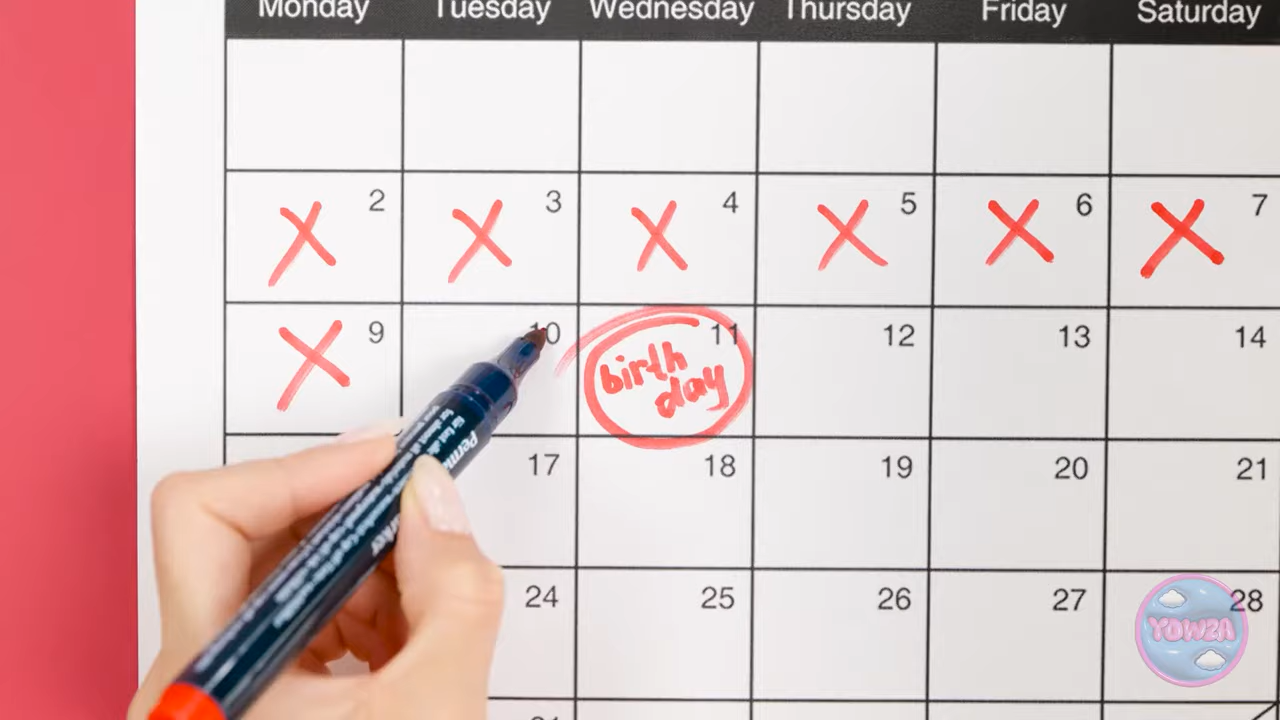 Monday Tuesday Wednesday Thursday Friday Saturday
2 3 4 5 6 7
9 10 11 12 13 14
birth
day
17 18 19 20 21
24 25 26 27 28
YOWZA
31